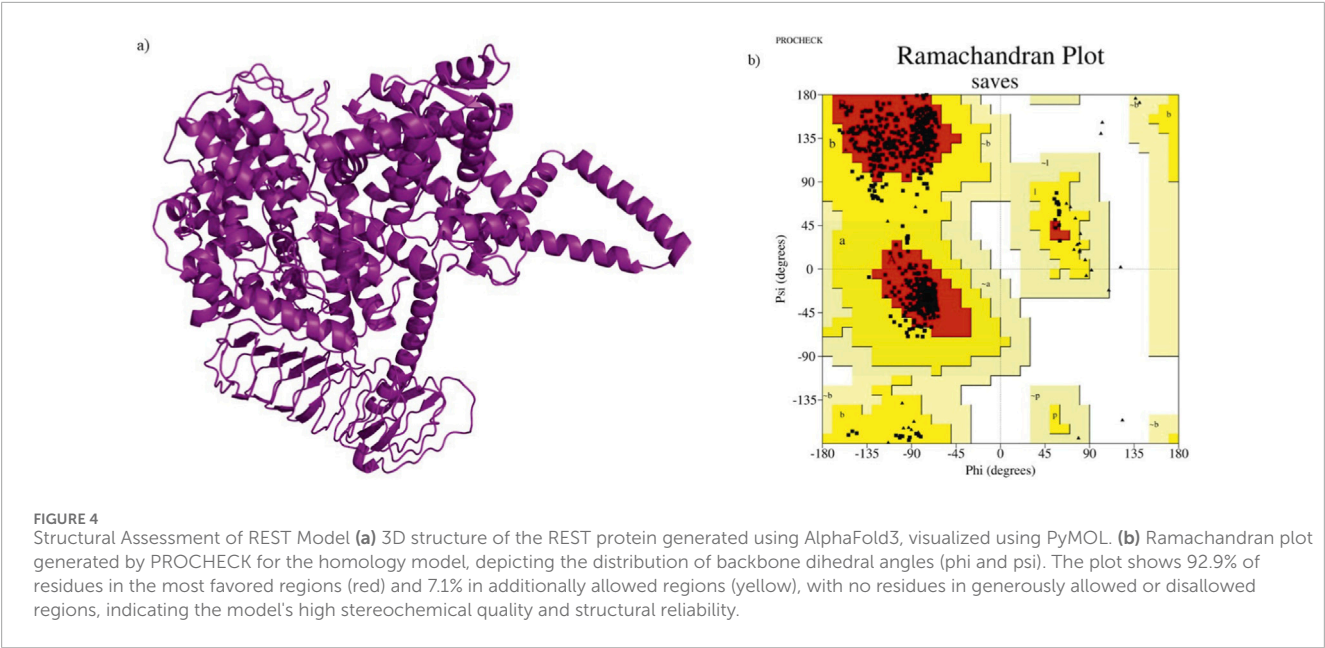 a)
PROCHECK
b)
Ramachandran Plot
saves
180
135
90
45
0
-45
-90
-135
Psi (degrees)
B
b
a
A
l
~l
~b
~a
~b
b
~b
b
~p
p
~b
-180 -135 -90 -45 0 45 90 135 180
Phi (degrees)
FIGURE 4
Structural Assessment of REST Model (a) 3D structure of the REST protein generated using AlphaFold3, visualized using PyMOL. (b) Ramachandran plot
generated by PROCHECK for the homology model, depicting the distribution of backbone dihedral angles (phi and psi). The plot shows 92.9% of
residues in the most favored regions (red) and 7.1% in additionally allowed regions (yellow), with no residues in generously allowed or disallowed
regions, indicating the model's high stereochemical quality and structural reliability.